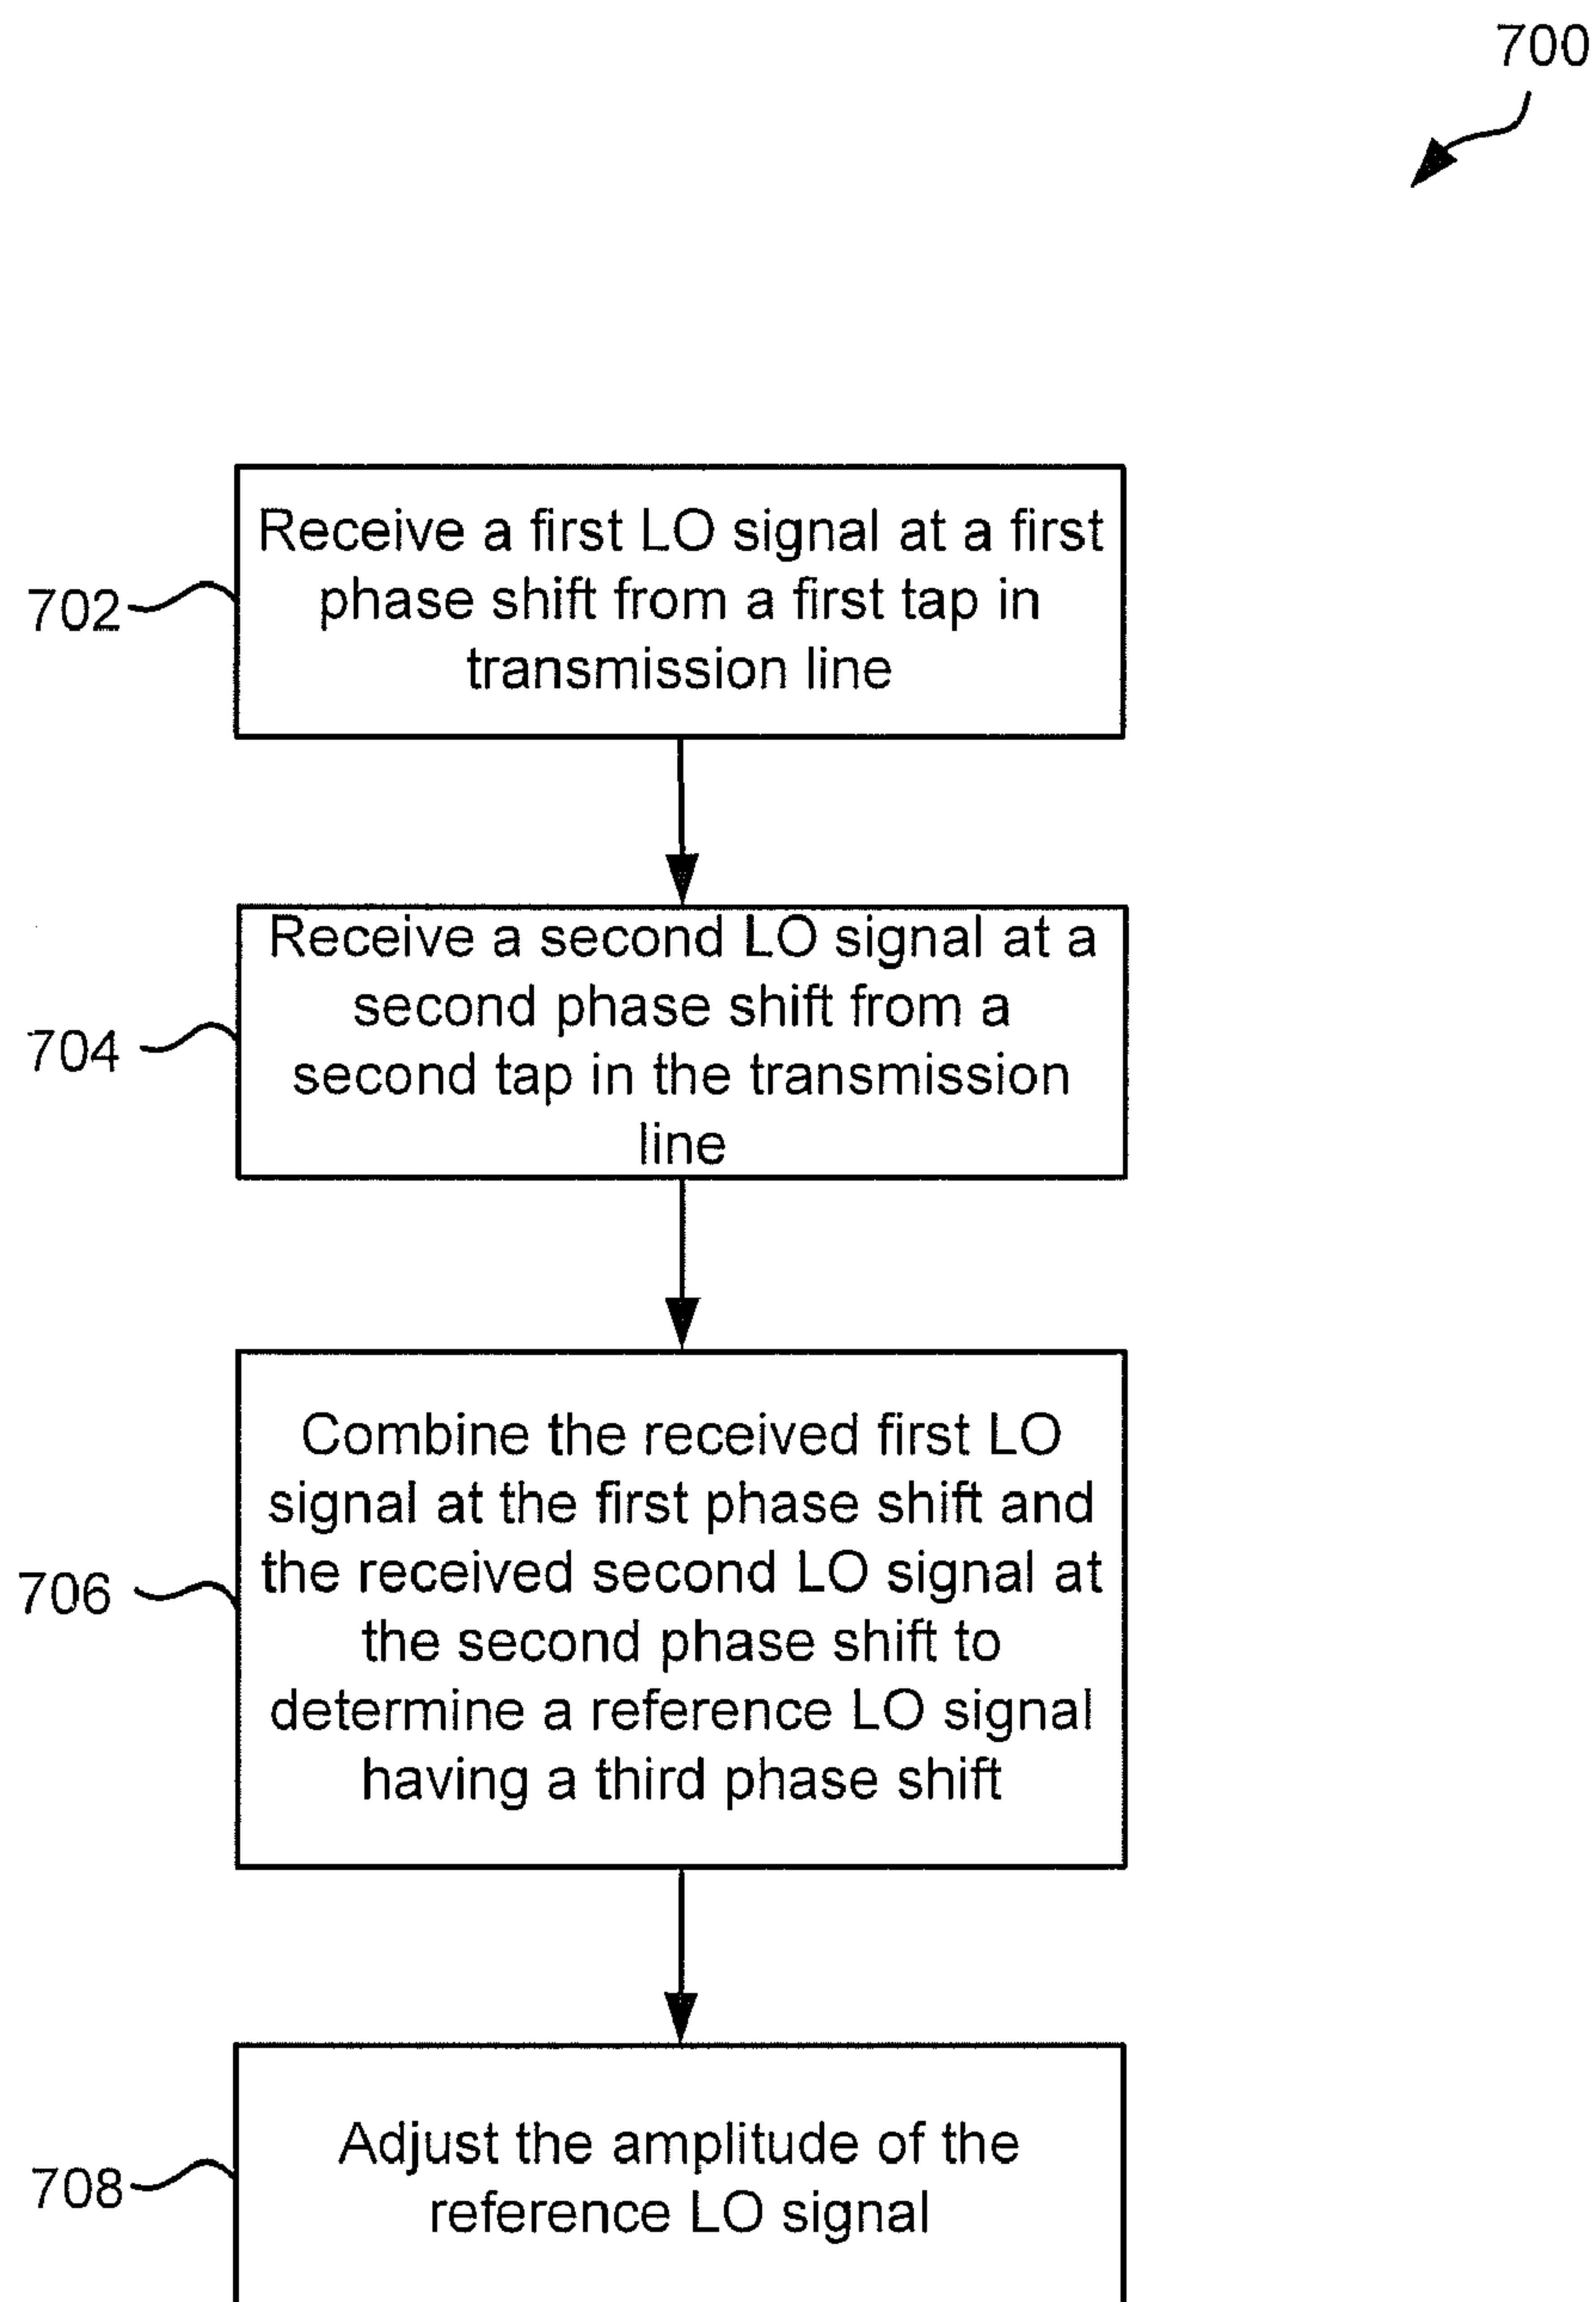 700
Receive a first LO signal at a first
phase shift from a first tap in
transmission line
702
Receive a second LO signal at a
second phase shift from a
second tap in the transmission
line
704
Combine the received first LO
signal at the first phase shift and
the received second LO signal at
the second phase shift to
determine a reference LO signal
having a third phase shift
706
Adjust the amplitude of the
reference LO signal
708